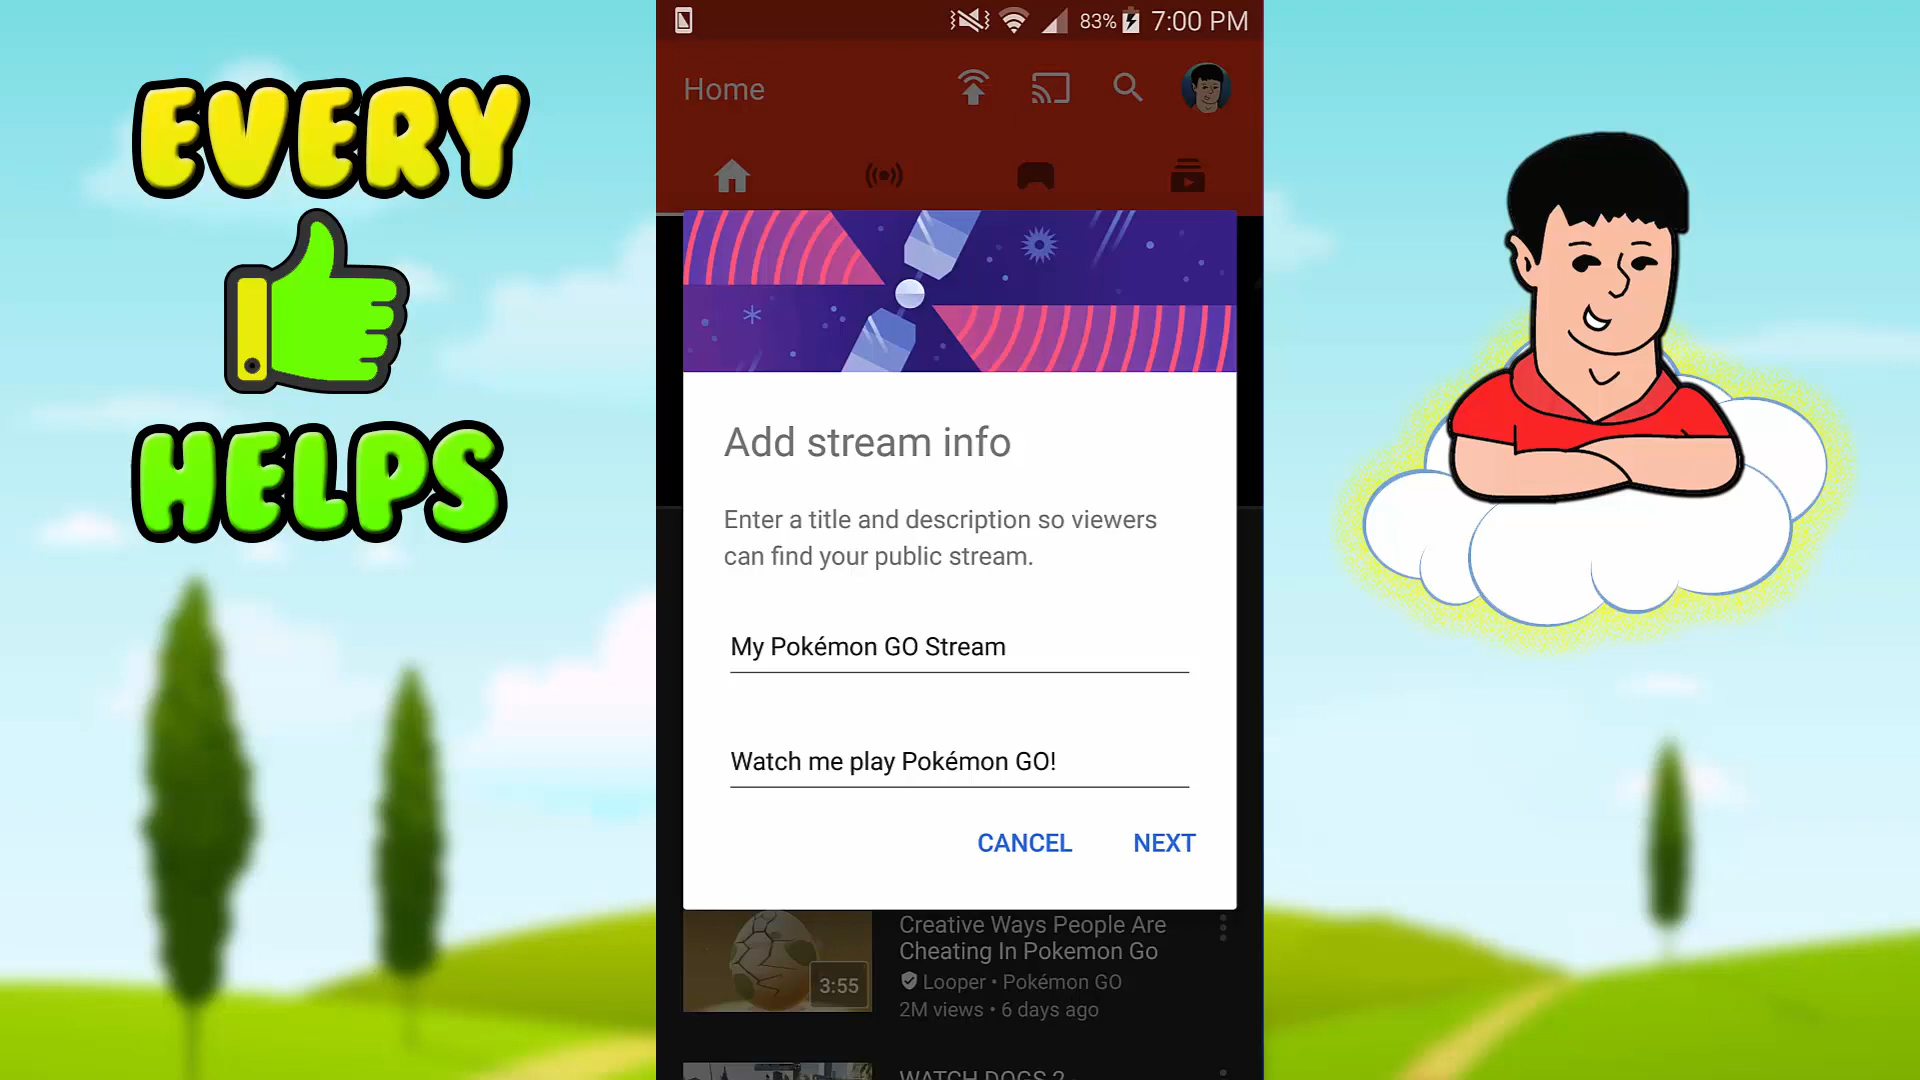 EVERY
HELPS
83% 7:00 PM
Home
Add stream info
Enter a title and description so viewers
can find your public stream.
My Pokémon GO Stream
Watch me play Pokémon GO!
CANCEL NEXT
3:55
Creative Ways People Are
Cheating In Pokemon Go
Looper • Pokémon GO
2M views • 6 days ago
WATCH DOGS 2